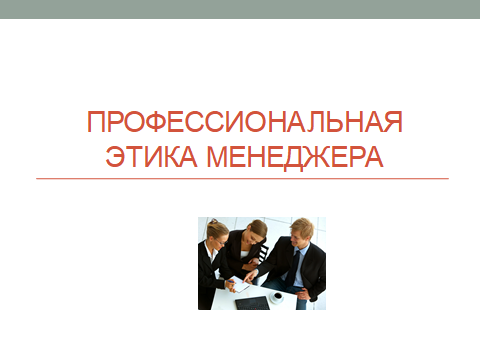 ПРОФЕССИОНАЛЬНАЯ
ЭТИКА МЕНЕДЖЕРА